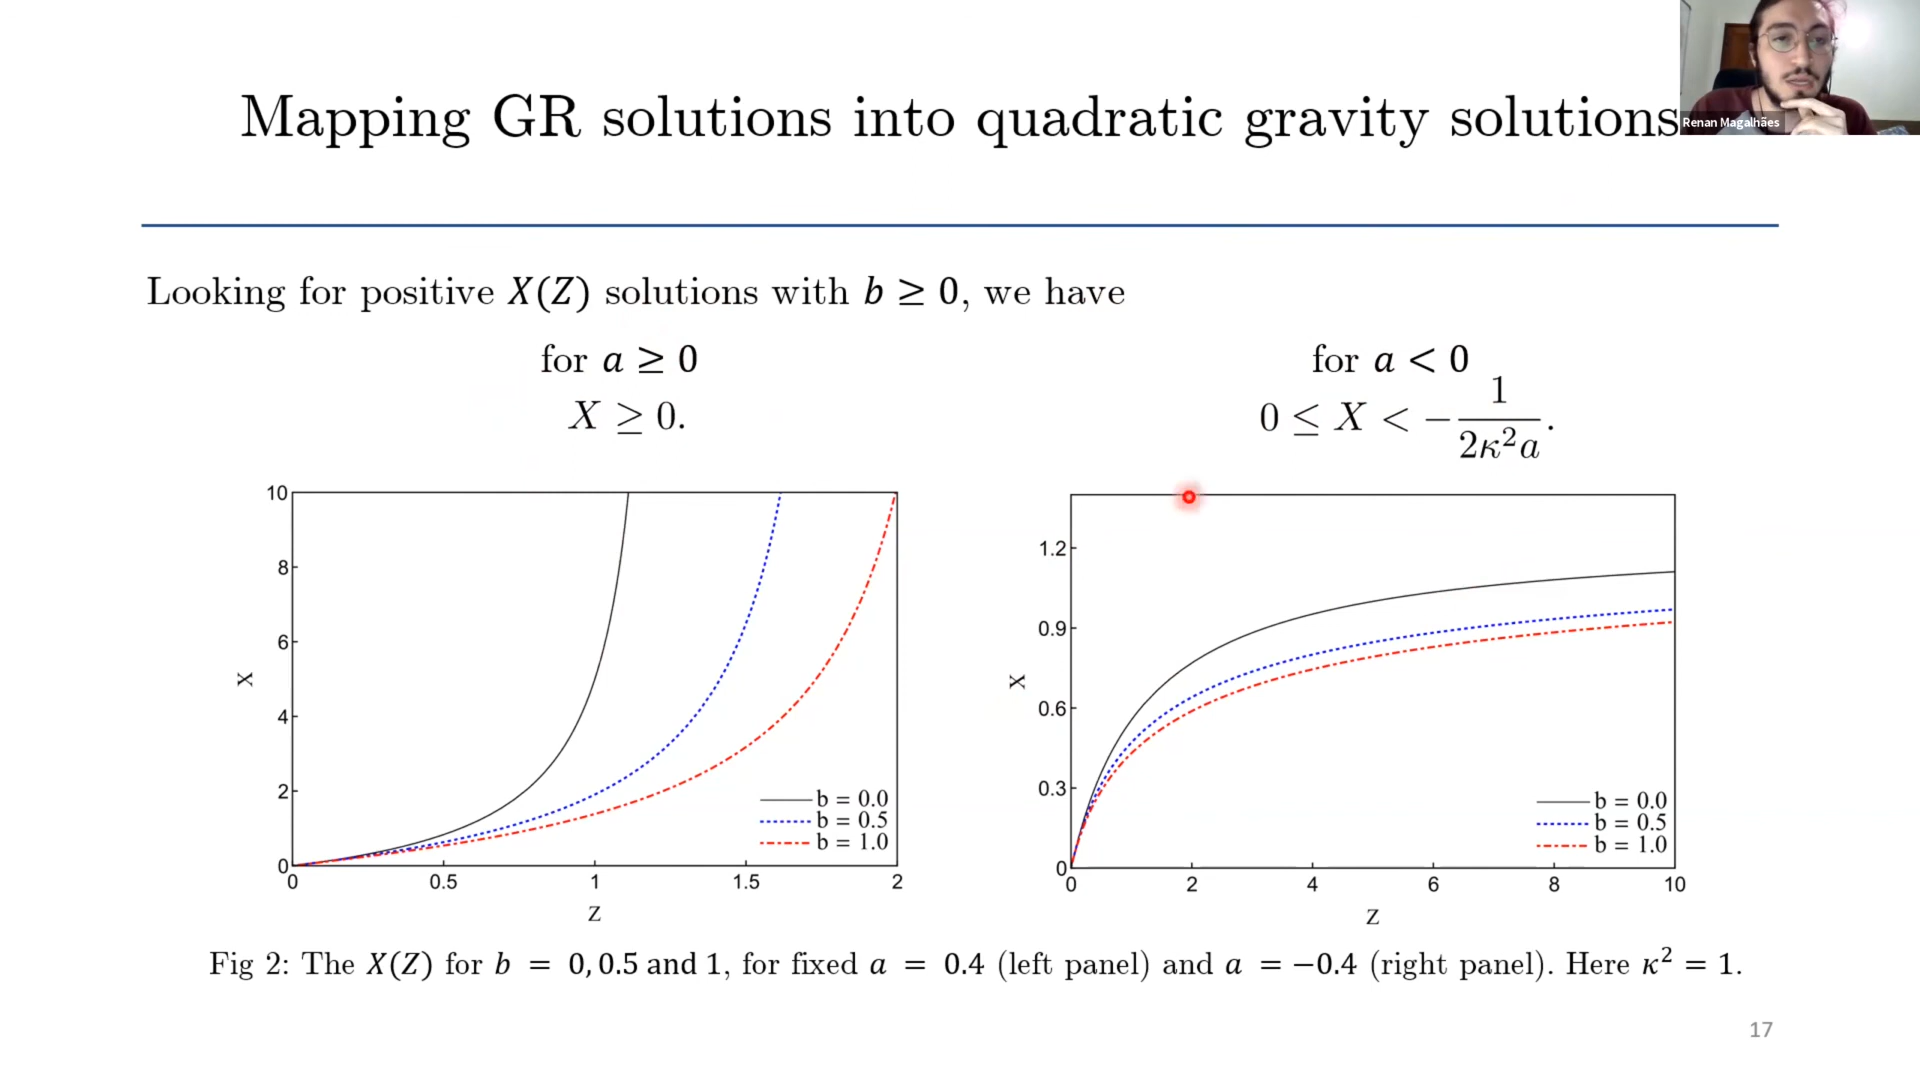 Mapping GR solutions into quadratic gravity solutions
Renan Magalhães
Looking for positive X(Z) solutions with b ≥ 0, we have
for a ≥ 0
X ≥ 0.
for a < 0
0 ≤ X < −1/(2κ²a).
10
8
6
4
2
0
X
0 0.5 1 1.5 2
Z
b = 0.0
b = 0.5
b = 1.0
1.2
0.9
0.6
0.3
0
X
0 2 4 6 8 10
Z
b = 0.0
b = 0.5
b = 1.0
Fig 2: The X(Z) for b = 0, 0.5 and 1, for fixed a = 0.4 (left panel) and a = −0.4 (right panel). Here κ² = 1.
17